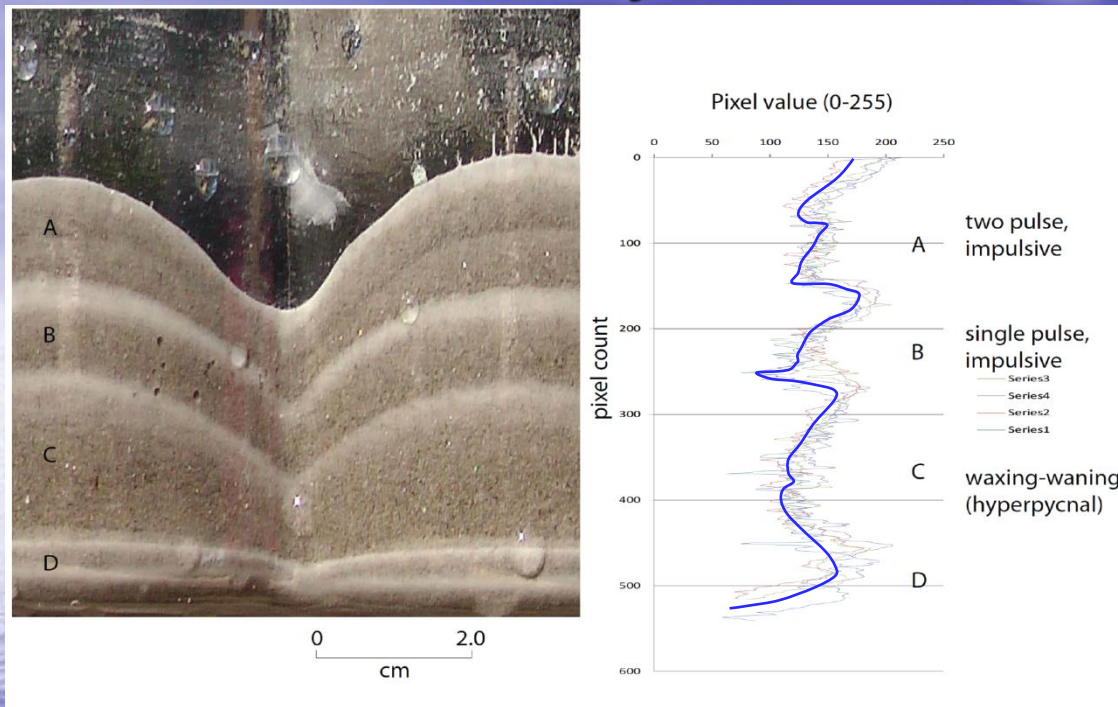 A
B
C
D
0 2.0
cm
Pixel value (0-255)
0 50 100 150 200 250
0
100
200
300
400
500
600
pixel count
A
B
C
D
two pulse,
impulsive
single pulse,
impulsive
Series3
Series4
Series2
Series1
waxing-waning
(hyperpycnal)